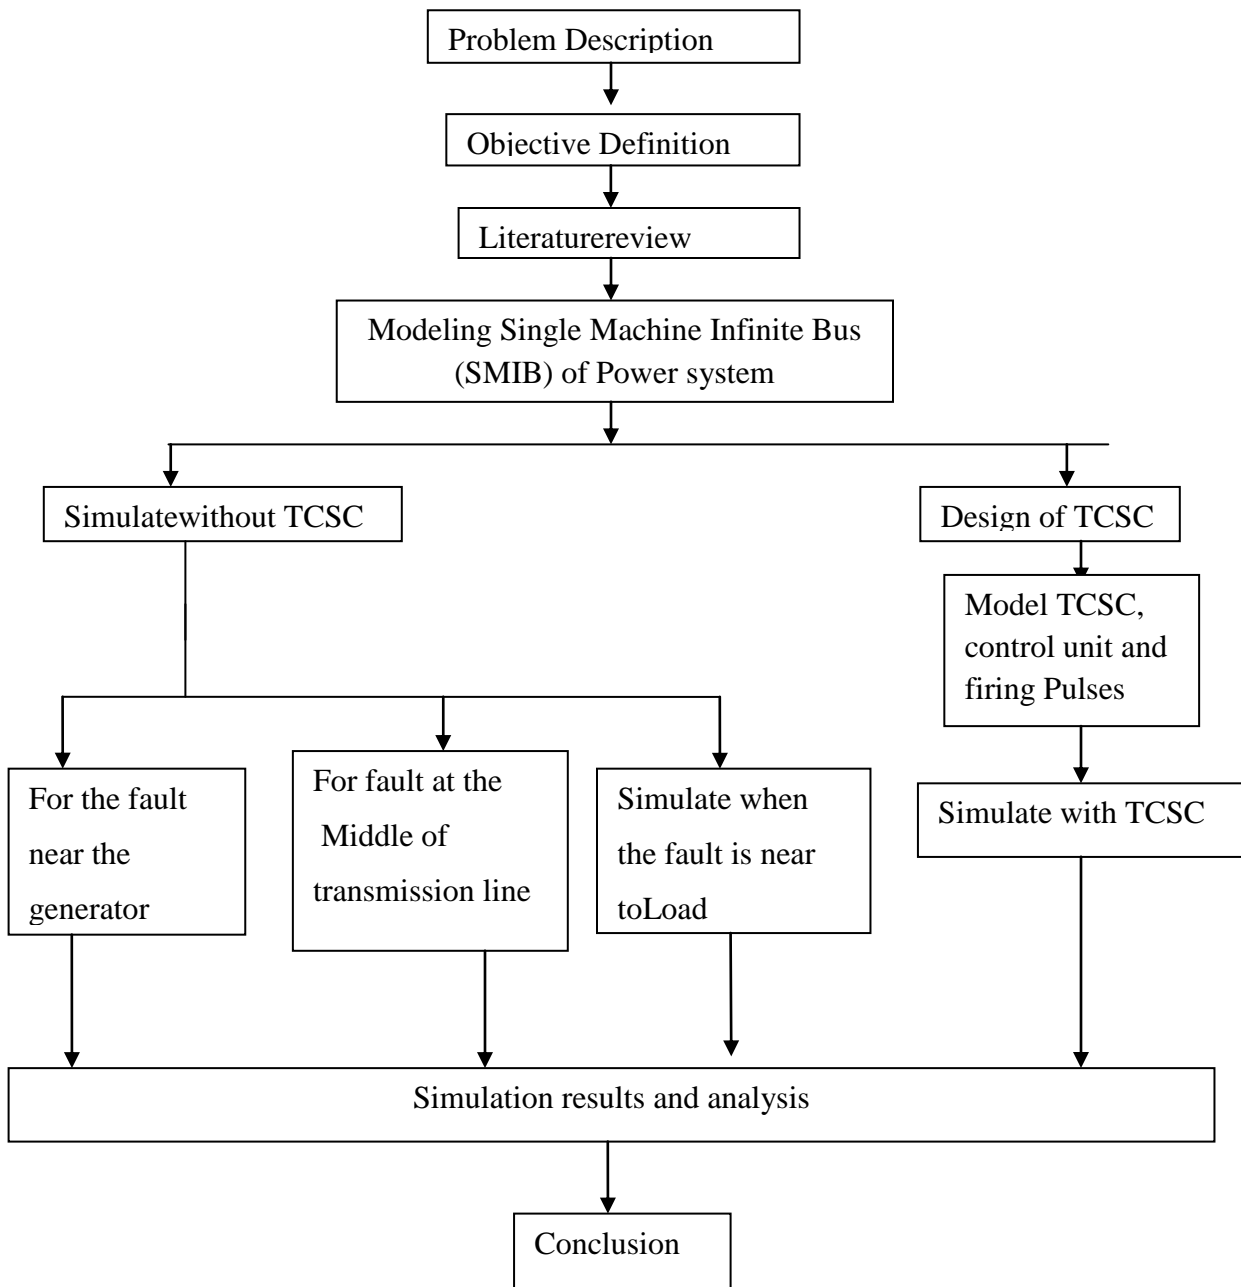 Problem Description
Objective Definition
Literaturereview
Modeling Single Machine Infinite Bus
(SMIB) of Power system
Simulatewithout TCSC
Design of TCSC
Model TCSC,
control unit and
firing Pulses
For the fault
near the
generator
For fault at the
Middle of
transmission line
Simulate when
the fault is near
toLoad
Simulate with TCSC
Simulation results and analysis
Conclusion